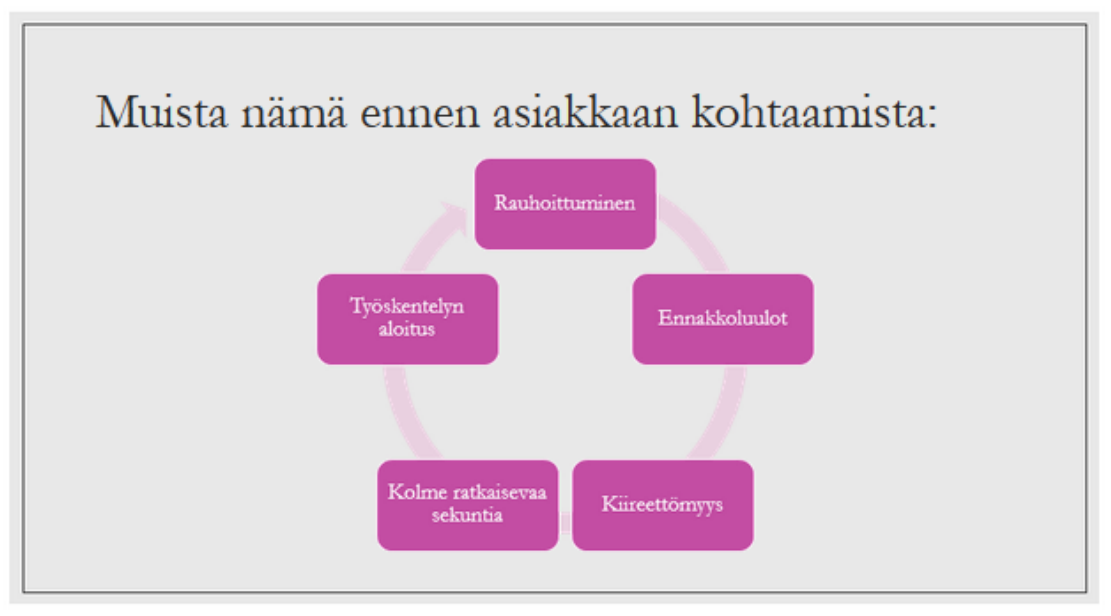 Muista nämä ennen asiakkaan kohtaamista:
Rauhoittuminen
Ennakkoluulot
Kiireettömyys
Kolme ratkaisevaa
sekuntia
Työskentelyn
aloitus